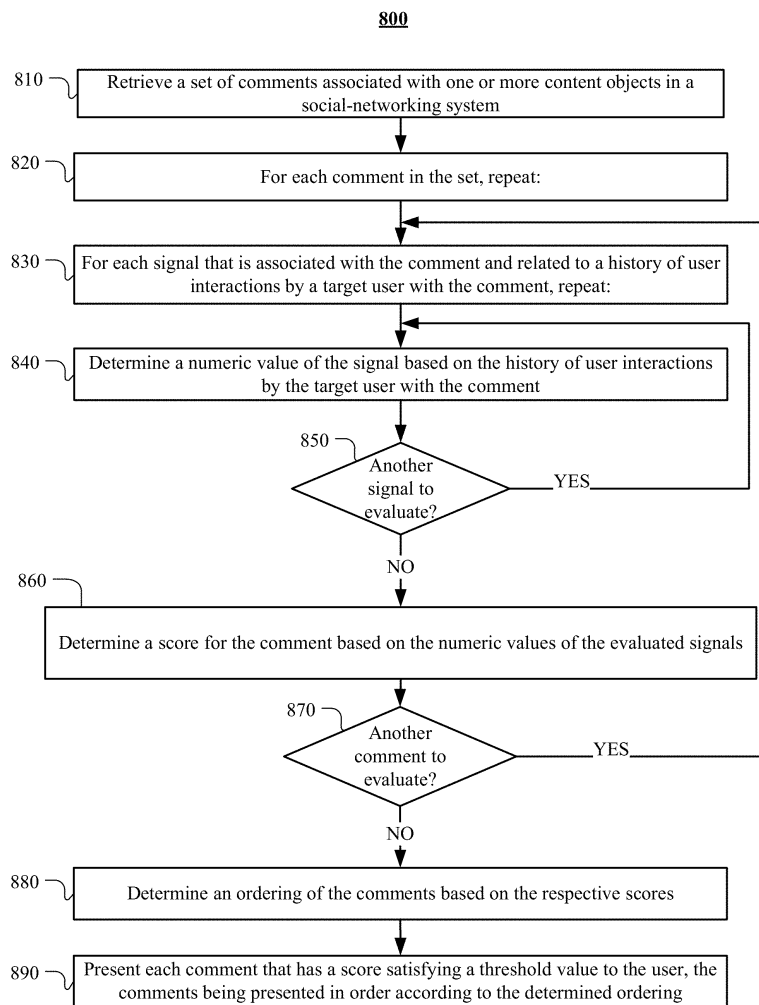 800
810
Retrieve a set of comments associated with one or more content objects in a
social-networking system
820
For each comment in the set, repeat:
830
For each signal that is associated with the comment and related to a history of user
interactions by a target user with the comment, repeat:
840
Determine a numeric value of the signal based on the history of user interactions
by the target user with the comment
850
Another
signal to
evaluate?
YES
NO
860
Determine a score for the comment based on the numeric values of the evaluated signals
870
Another
comment to
evaluate?
YES
NO
880
Determine an ordering of the comments based on the respective scores
890
Present each comment that has a score satisfying a threshold value to the user, the
comments being presented in order according to the determined ordering